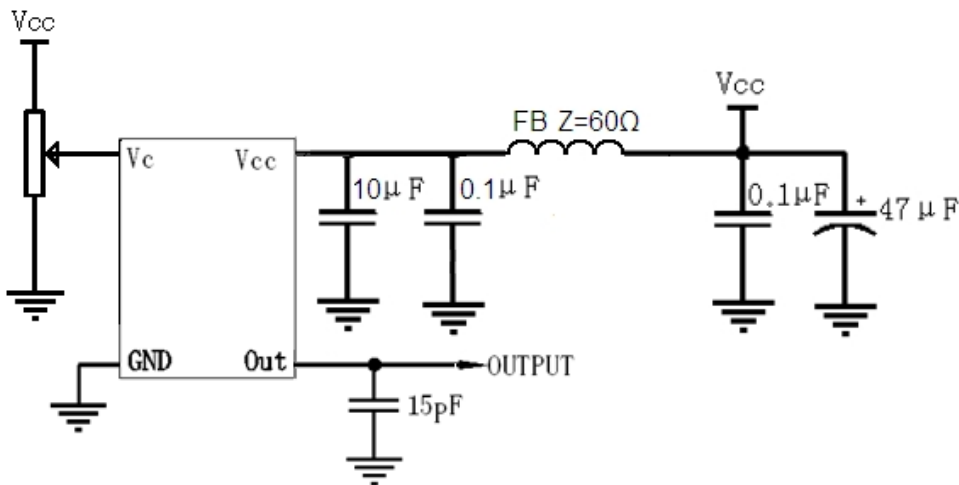 Vcc
Vcc
FB Z=60Ω
Vc
Vcc
10μF
0.1μF
0.1μF
+
47μF
GND
Out
OUTPUT
15pF